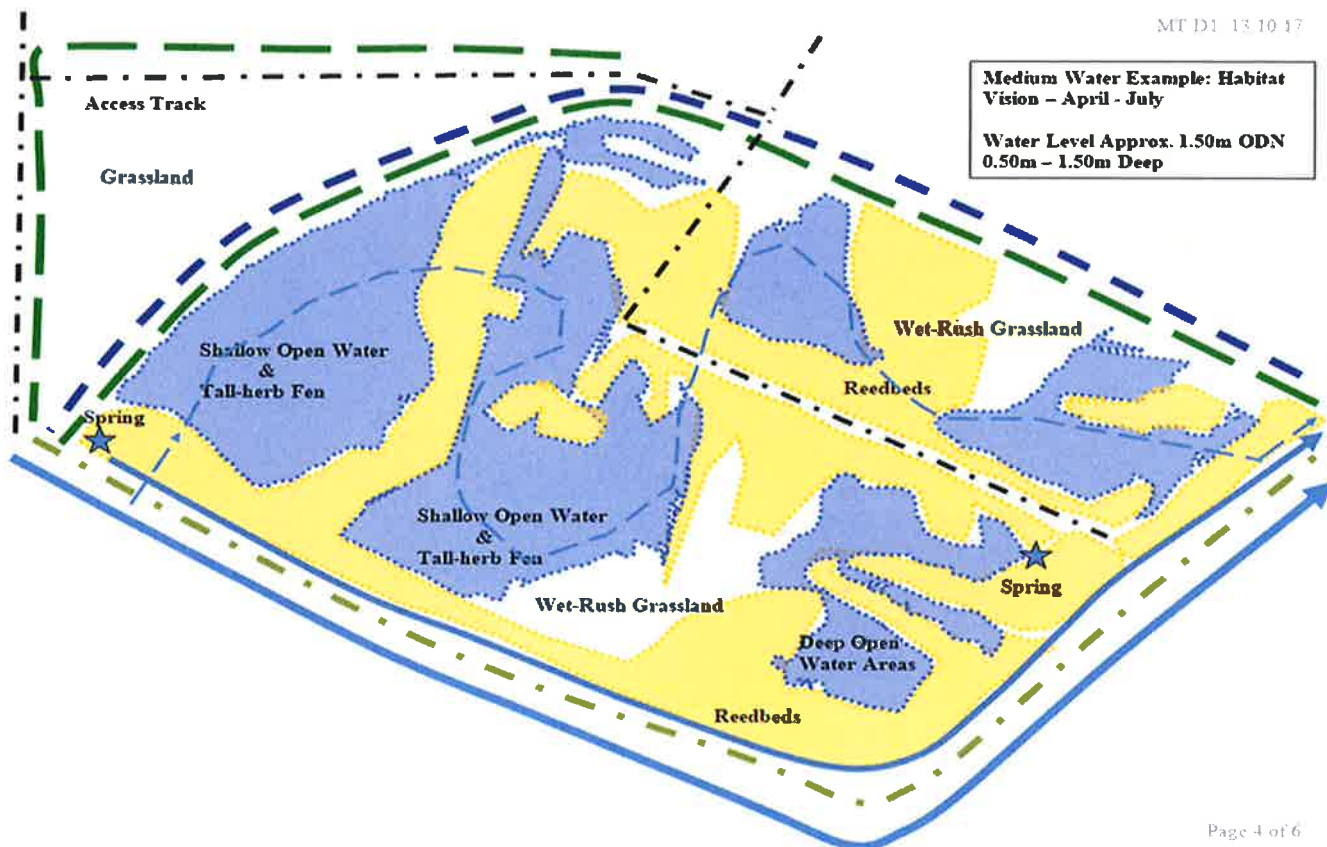 MT D1 13.10.17
Medium Water Example: Habitat
Vision – April - July
Water Level Approx. 1.50m ODN
0.50m – 1.50m Deep
Access Track
Grassland
Wet-Rush Grassland
Shallow Open Water
&
Tall-herb Fen
Reedbeds
Spring
Shallow Open Water
&
Tall-herb Fen
Spring
Wet-Rush Grassland
Deep Open
Water Areas
Reedbeds
Page 4 of 6